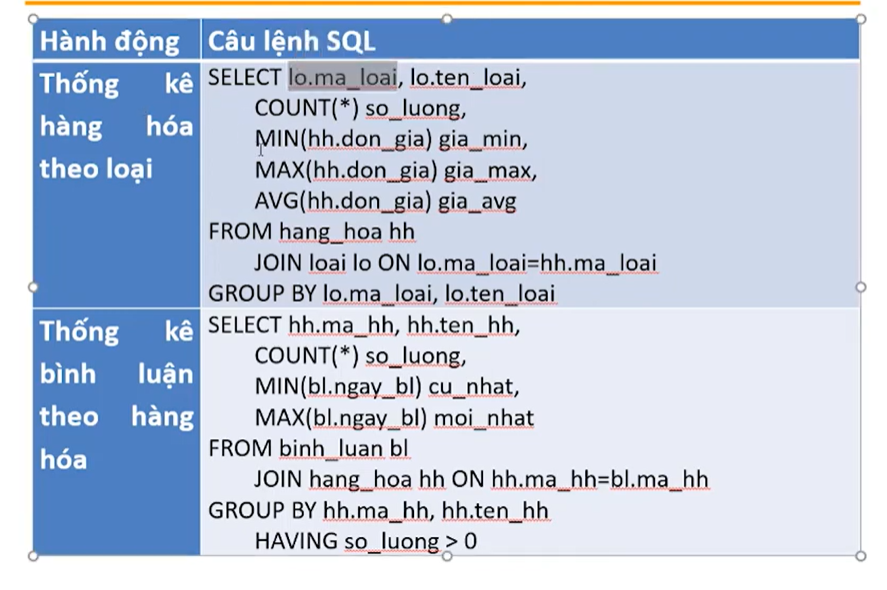 Hành động
Câu lệnh SQL
Thống kê
hàng hóa
theo loại
SELECT lo.ma_loai, lo.ten_loai,
COUNT(*) so_luong,
MIN(hh.don_gia) gia_min,
MAX(hh.don_gia) gia_max,
AVG(hh.don_gia) gia_avg
FROM hang_hoa hh
JOIN loai lo ON lo.ma_loai=hh.ma_loai
GROUP BY lo.ma_loai, lo.ten_loai
Thống kê
bình luận
theo hàng
hóa
SELECT hh.ma_hh, hh.ten_hh,
COUNT(*) so_luong,
MIN(bl.ngay_bl) cu_nhat,
MAX(bl.ngay_bl) moi_nhat
FROM binh_luan bl
JOIN hang_hoa hh ON hh.ma_hh=bl.ma_hh
GROUP BY hh.ma_hh, hh.ten_hh
HAVING so_luong > 0